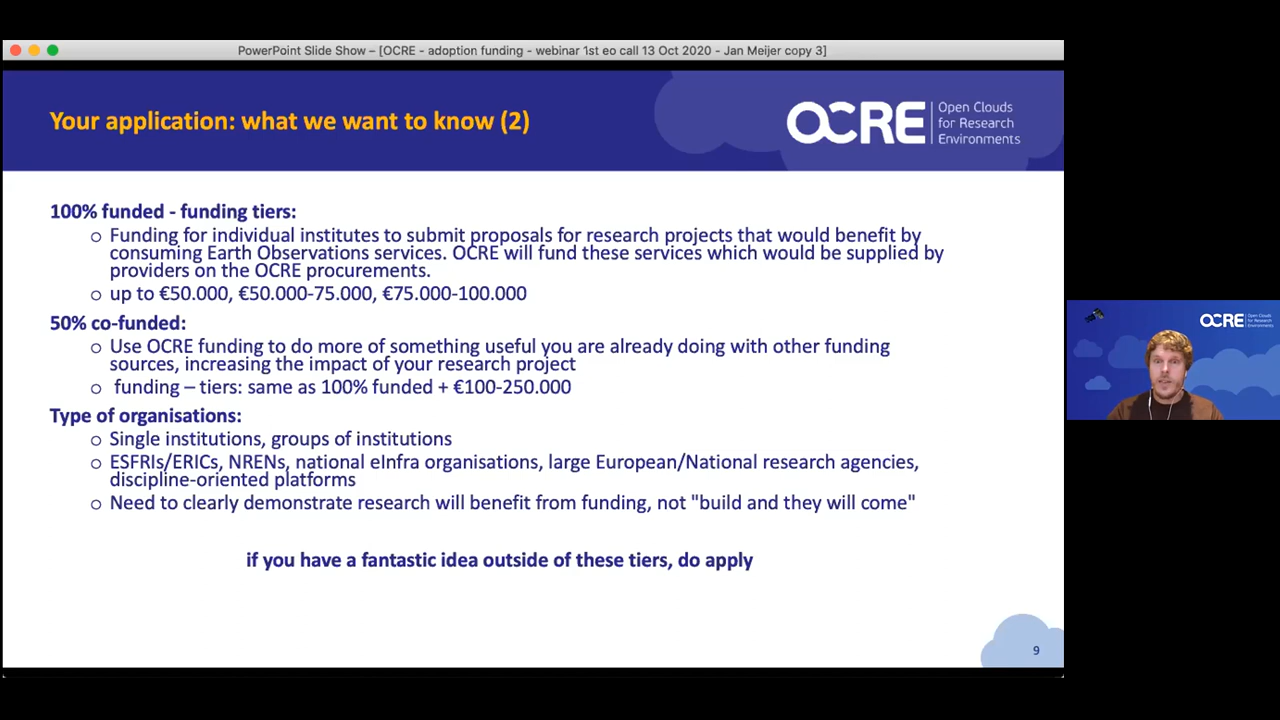 PowerPoint Slide Show – [OCRE - adoption funding - webinar 1st eo call 13 Oct 2020 - Jan Meijer copy 3]
Your application: what we want to know (2)
OCRE
Open Clouds
for Research
Environments
100% funded - funding tiers:
o Funding for individual institutes to submit proposals for research projects that would benefit by
consuming Earth Observations services. OCRE will fund these services which would be supplied by
providers on the OCRE procurements.
o up to €50.000, €50.000-75.000, €75.000-100.000
50% co-funded:
o Use OCRE funding to do more of something useful you are already doing with other funding
sources, increasing the impact of your research project
o funding – tiers: same as 100% funded + €100-250.000
Type of organisations:
o Single institutions, groups of institutions
o ESFRIs/ERICs, NRENs, national eInfra organisations, large European/National research agencies,
discipline-oriented platforms
o Need to clearly demonstrate research will benefit from funding, not "build and they will come"
if you have a fantastic idea outside of these tiers, do apply
9
OCRE
Open Clouds
for Research
Environments